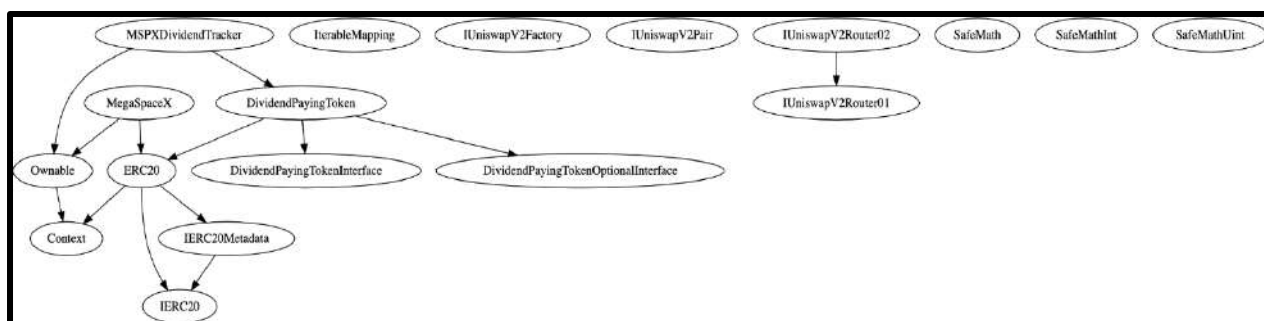 MSPXDividendTracker
IterableMapping
IUniswapV2Factory
IUniswapV2Pair
IUniswapV2Router02
SafeMath
SafeMathInt
SafeMathUint
MegaSpaceX
DividendPayingToken
IUniswapV2Router01
Ownable
ERC20
DividendPayingTokenInterface
DividendPayingTokenOptionalInterface
Context
IERC20Metadata
IERC20